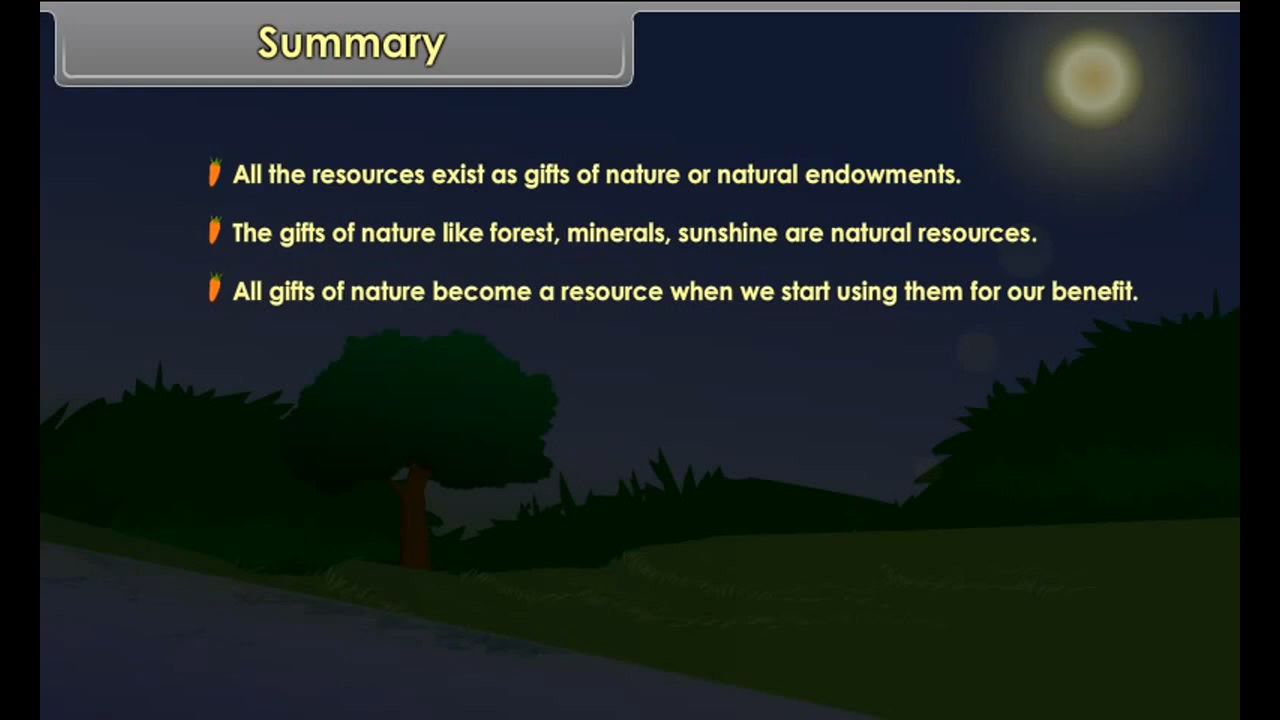 Summary
All the resources exist as gifts of nature or natural endowments.
The gifts of nature like forest, minerals, sunshine are natural resources.
All gifts of nature become a resource when we start using them for our benefit.